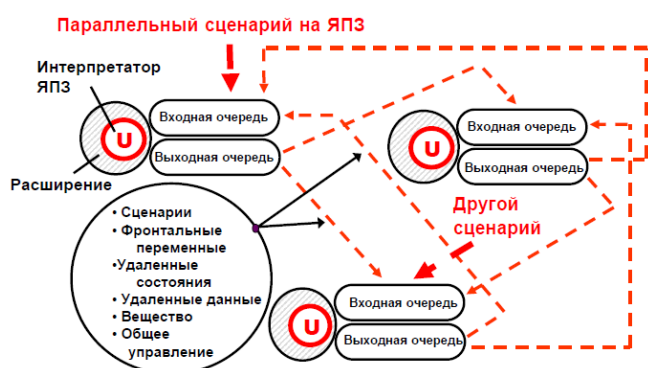 Параллельный сценарий на ЯПЗ
Интерпретатор
ЯПЗ
Входная очередь
Выходная очередь
U
Расширение
Входная очередь
Выходная очередь
U
Другой
сценарий
• Сценарии
• Фронтальные
переменные
•Удаленные
состояния
• Удаленные данные
• Вещество
• Общее
управление
Входная очередь
Выходная очередь
U